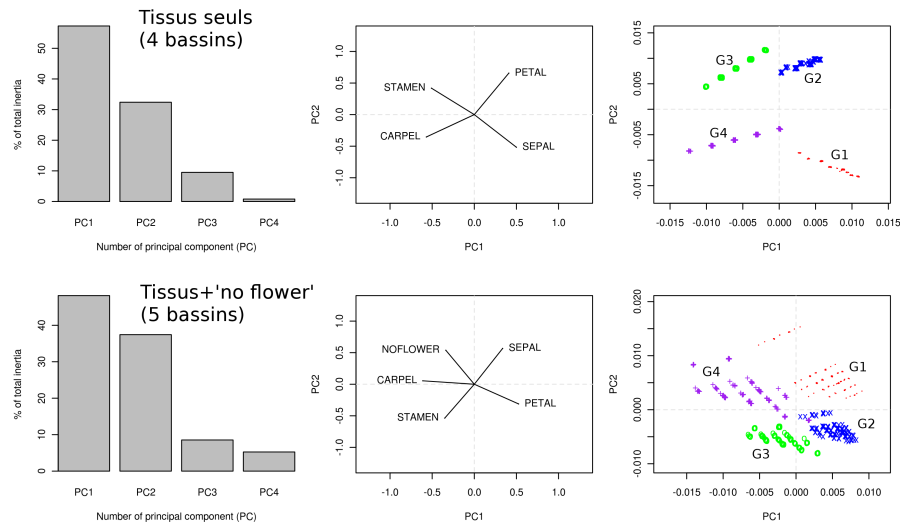 Tissus seuls
(4 bassins)
% of total inertia
0 10 20 30 40 50
PC1 PC2 PC3 PC4
Number of principal component (PC)
PC2
-1.0 -0.5 0.0 0.5 1.0
STAMEN
PETAL
CARPEL
SEPAL
-1.0 -0.5 0.0 0.5 1.0
PC1
PC2
-0.015 -0.005 0.005 0.015
G3
G2
G4
G1
-0.015 -0.010 -0.005 0.000 0.005 0.010 0.015
PC1
Tissus+'no flower'
(5 bassins)
% of total inertia
0 10 20 30 40
PC1 PC2 PC3 PC4
Number of principal component (PC)
PC2
-1.0 -0.5 0.0 0.5 1.0
NOFLOWER
SEPAL
CARPEL
PETAL
STAMEN
-1.0 -0.5 0.0 0.5 1.0
PC1
PC2
-0.010 0.000 0.005 0.010 0.020
G1
G4
G2
G3
-0.015 -0.010 -0.005 0.000 0.005 0.010
PC1